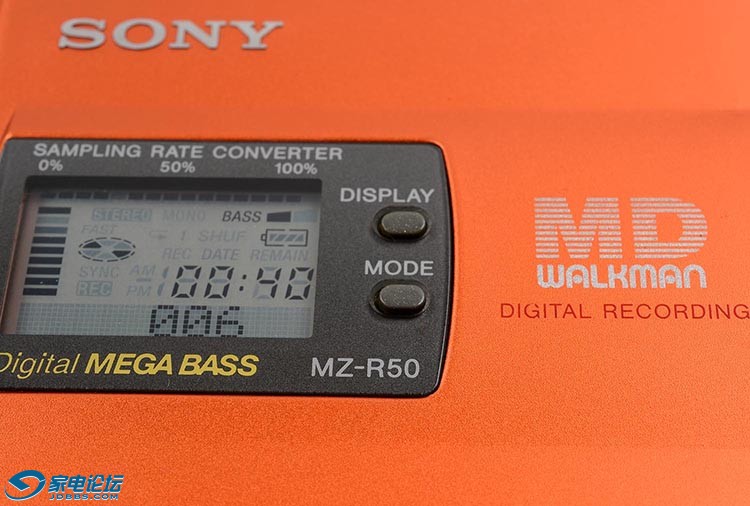 SONY
SAMPLING RATE CONVERTER
0% 50% 100%
DISPLAY
STEREO MONO BASS
FAST
1 SHUF
REC DATE REMAIN
SYNC AM
REC PM 00:40
006
MODE
Digital MEGA BASS
MZ-R50
MD
WALKMAN
DIGITAL RECORDING
家电论坛
JDBBS.COM